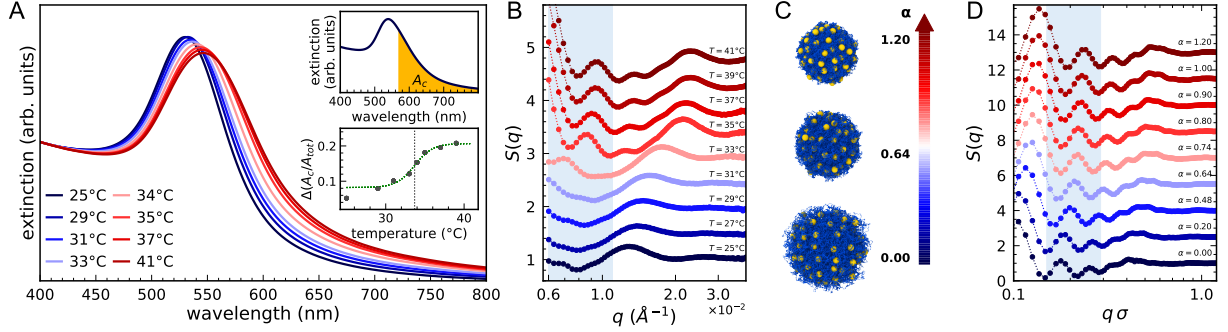 A
extinction (arb. units)
25°C
29°C
31°C
33°C
34°C
35°C
37°C
41°C
400 450 500 550 600 650 700 750 800
wavelength (nm)
extinction
(arb. units)
A_c
400 500 600 700
wavelength (nm)
Δ(A_c/A_tot)
0.2
0.1
30 40
temperature (°C)
B
S(q)
5
4
3
2
1
T = 41°C
T = 39°C
T = 37°C
T = 35°C
T = 33°C
T = 31°C
T = 29°C
T = 27°C
T = 25°C
0.6 1.0 2.0 3.0
×10⁻²
q (Å⁻¹)
C
α
1.20
0.64
0.00
D
S(q)
14
12
10
8
6
4
2
0
α = 1.20
α = 1.00
α = 0.90
α = 0.80
α = 0.74
α = 0.64
α = 0.48
α = 0.20
α = 0.00
0.1 1.0
q σ